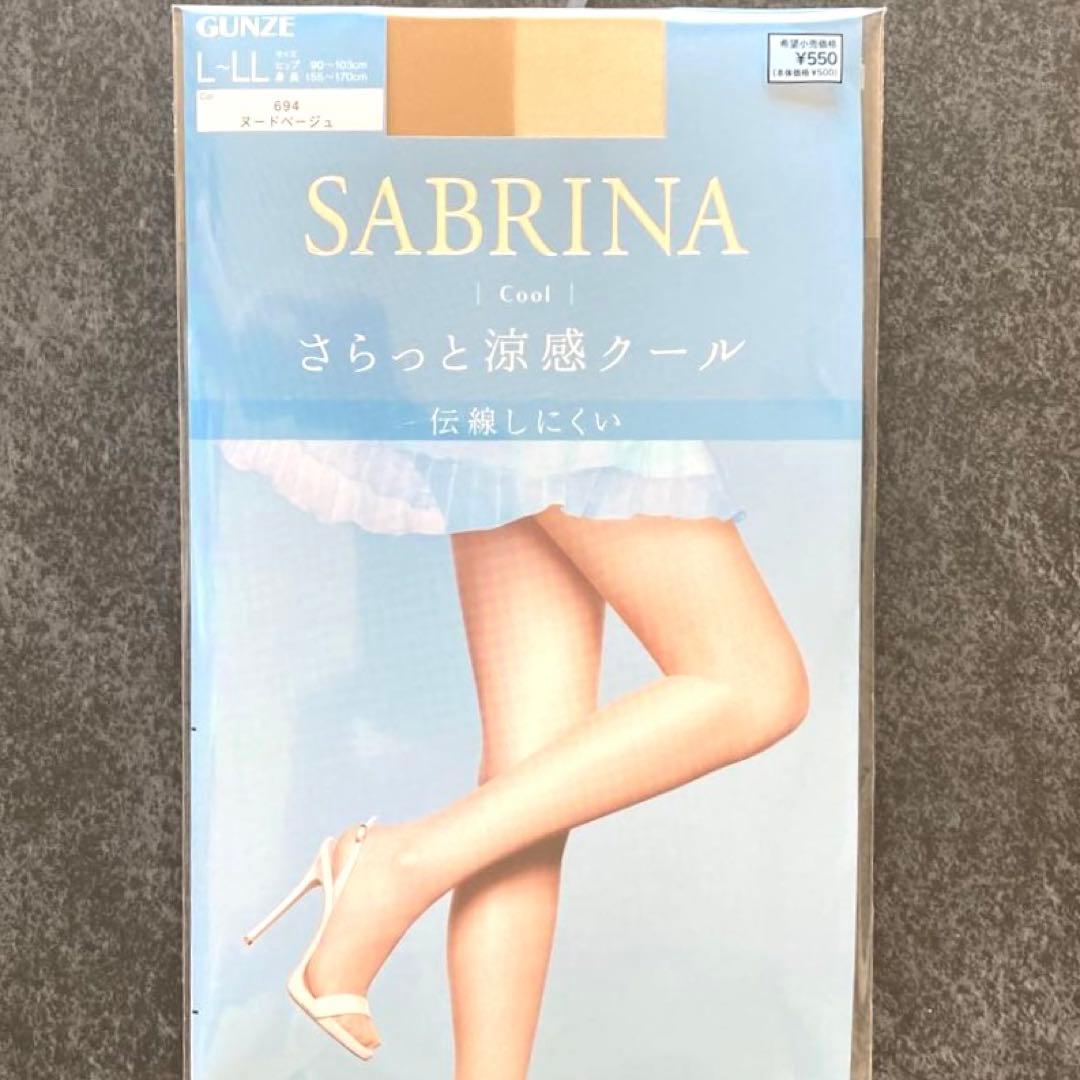 GUNZE
L~LL
サイズ
ヒップ 90~103cm
身長 155~170cm
Col.
694
ヌードベージュ
希望小売価格
¥550
(本体価格¥500)
SABRINA
| Cool |
さらっと涼感クール
伝線しにくい